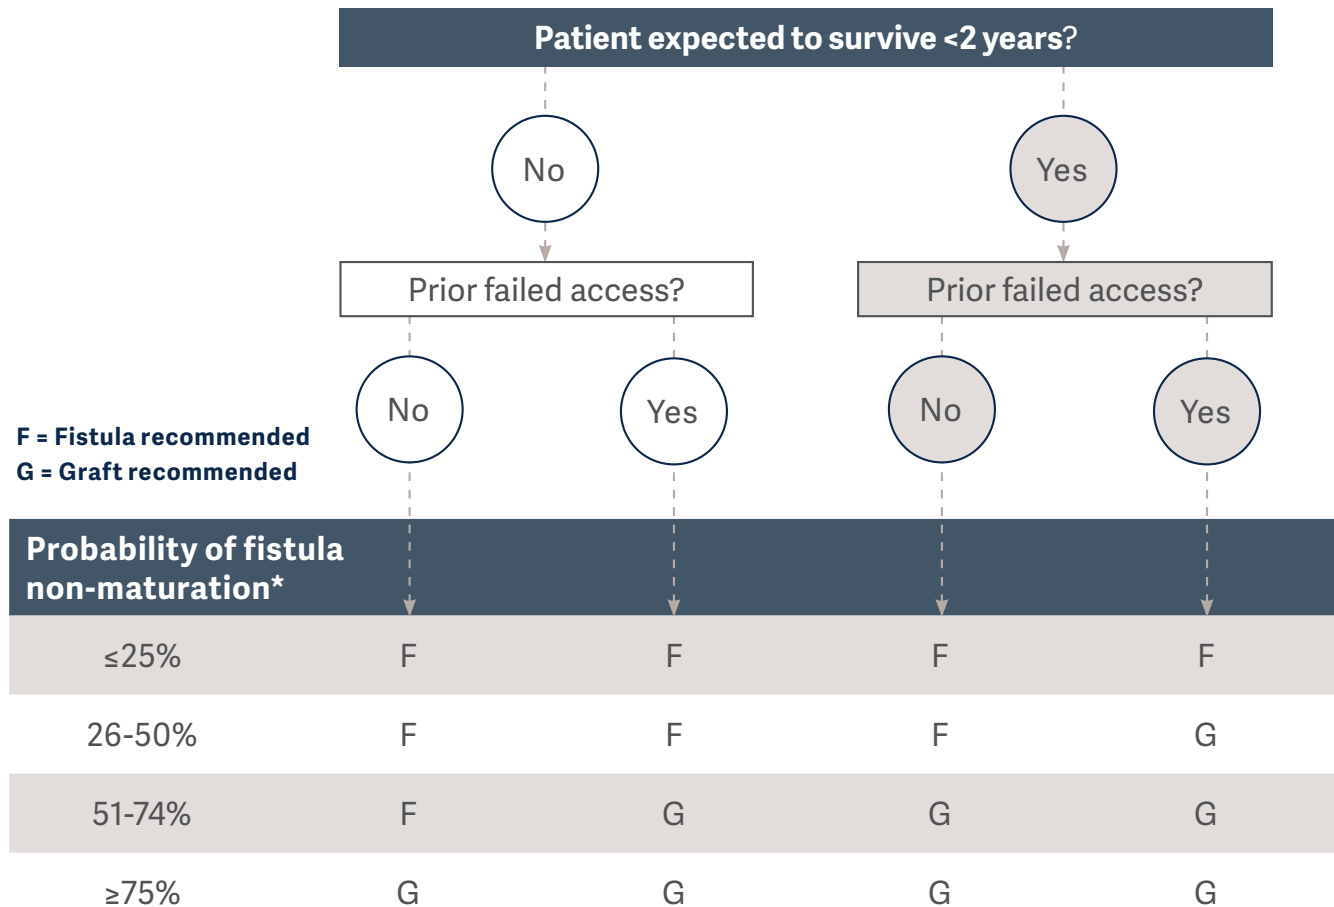 Patient expected to survive <2 years?
No
Yes
Prior failed access?
Prior failed access?
No
Yes
No
Yes
F = Fistula recommended
G = Graft recommended
Probability of fistula
non-maturation*
≤25% F F F F
26-50% F F F G
51-74% F G G G
≥75% G G G G